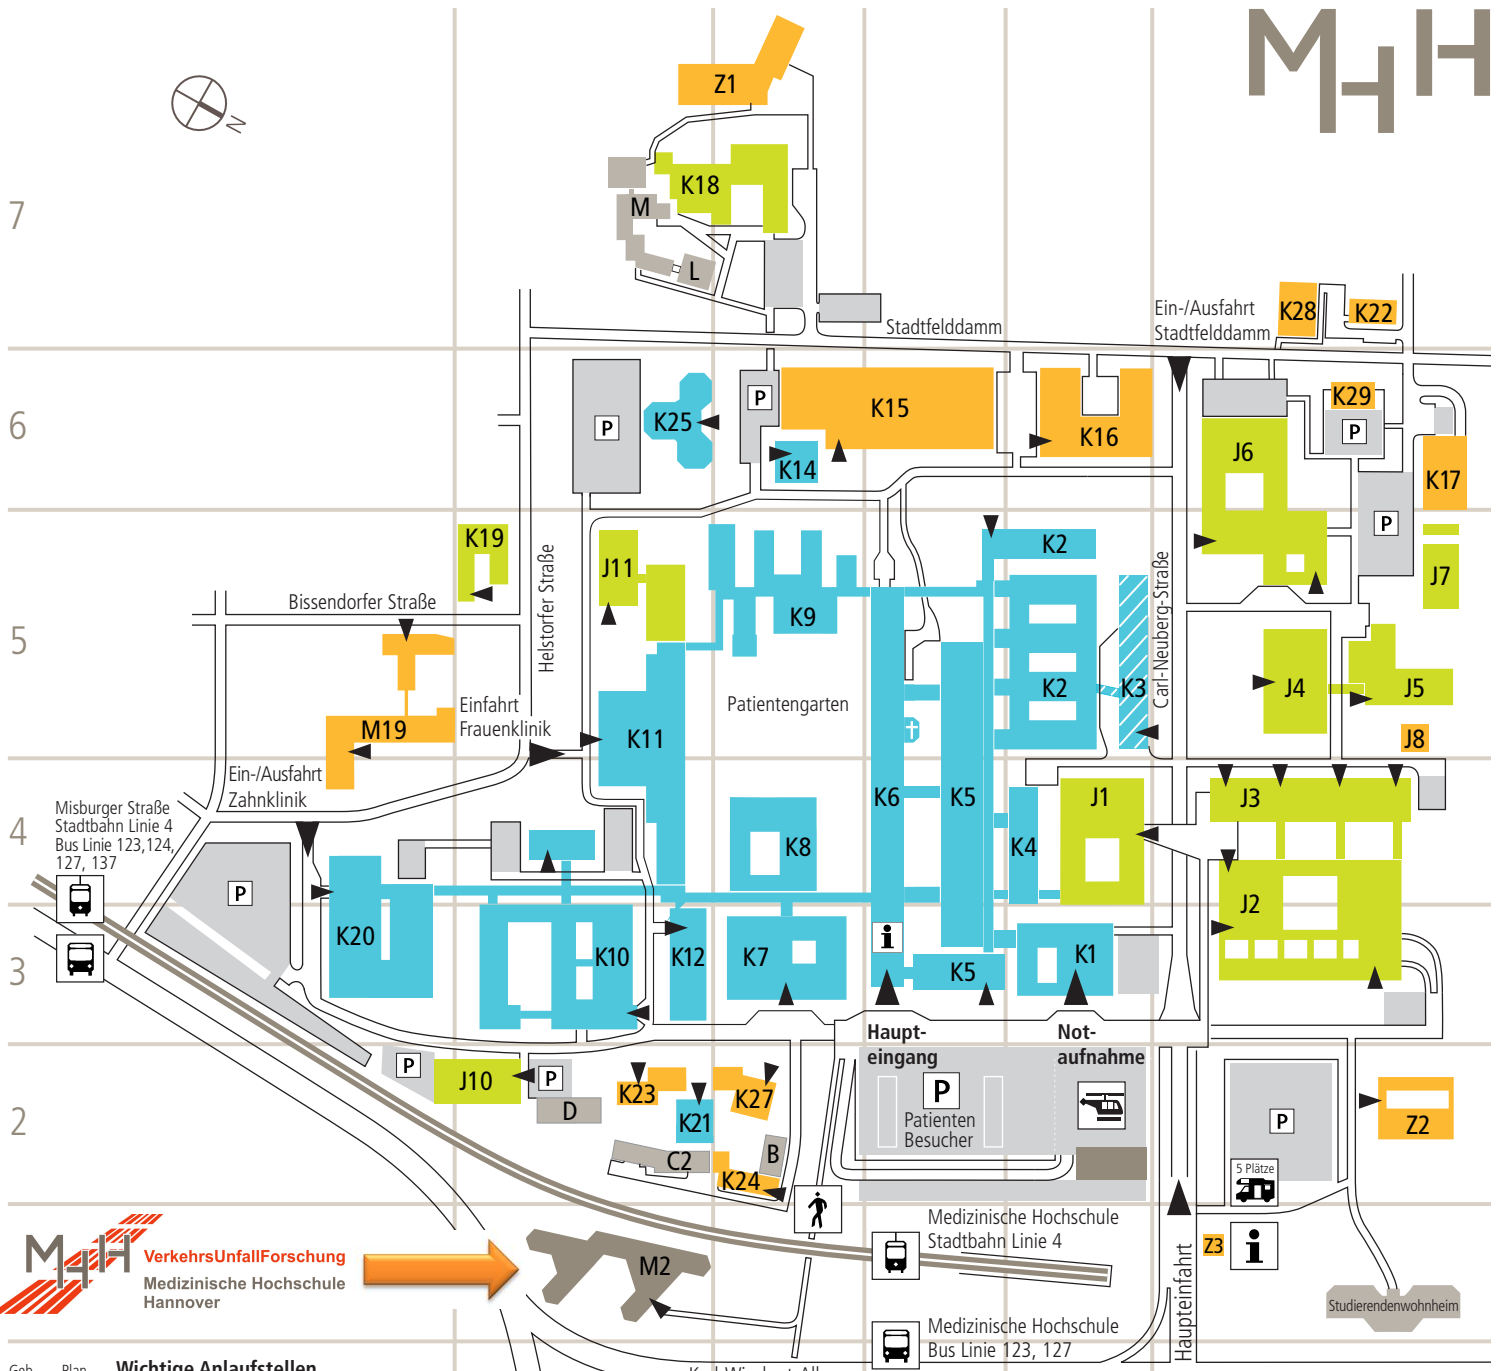 MHH
Z1
N
K18
7
M
L
Stadtfelddamm
Ein-/Ausfahrt
Stadtfelddamm
K28
K22
6
P
K25
P
K15
K14
K16
K29
P
J6
K17
P
K19
J11
K2
J7
Helstorfer Straße
Carl-Neuberg-Straße
Bissendorfer Straße
K9
5
Patientengarten
K2
K3
J4
J5
Einfahrt
Frauenklinik
M19
K11
J8
Ein-/Ausfahrt
Zahnklinik
Misburger Straße
Stadtbahn Linie 4
Bus Linie 123,124,
127, 137
4
K6
K5
J1
J3
K8
K4
P
J2
K20
K10
K12
K7
i
K5
K1
3
Haupt-
eingang
Not-
aufnahme
P
J10
P
D
K23
K27
K21
P
Patienten
Besucher
P
Z2
2
C2
B
K24
5 Plätze
MHH
VerkehrsUnfallForschung
Medizinische Hochschule
Hannover
M2
Medizinische Hochschule
Stadtbahn Linie 4
Haupteinfahrt
Z3
i
Studierendenwohnheim
Medizinische Hochschule
Bus Linie 123, 127
Geb. Plan Wichtige Anlaufstellen